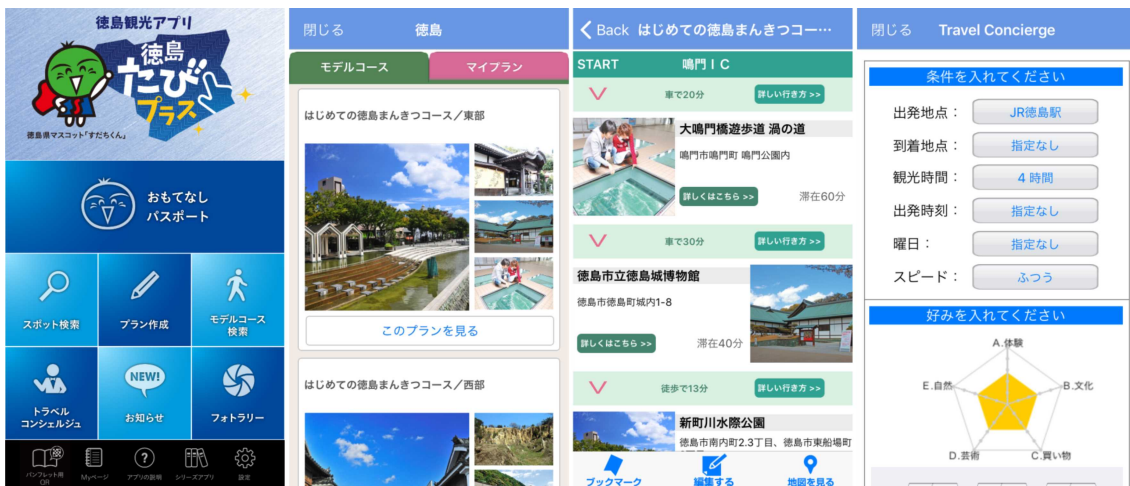 徳島観光アプリ
徳島
たび
プラス
徳島県マスコット「すだちくん」
おもてなし
パスポート
スポット検索
プラン作成
モデルコース
検索
トラベル
コンシェルジュ
NEW!
お知らせ
フォトラリー
パンフレット用
QR
Myページ
アプリの説明
シリーズアプリ
設定
閉じる
徳島
モデルコース
マイプラン
はじめての徳島まんきつコース／東部
このプランを見る
はじめての徳島まんきつコース／西部
Back はじめての徳島まんきつコー…
START 鳴門ＩＣ
車で20分 詳しい行き方 >>
大鳴門橋遊歩道 渦の道
鳴門市鳴門町 鳴門公園内
詳しくはこちら >> 滞在60分
車で30分 詳しい行き方 >>
徳島市立徳島城博物館
徳島市徳島町城内1-8
詳しくはこちら >> 滞在40分
徒歩で13分 詳しい行き方 >>
新町川水際公園
徳島市南内町2.3丁目、徳島市東船場町
ブックマーク
編集する
地図を見る
閉じる Travel Concierge
条件を入れてください
出発地点： JR徳島駅
到着地点： 指定なし
観光時間： 4 時間
出発時刻： 指定なし
曜日： 指定なし
スピード： ふつう
好みを入れてください
A.体験
E.自然
B.文化
D.芸術
C.買い物